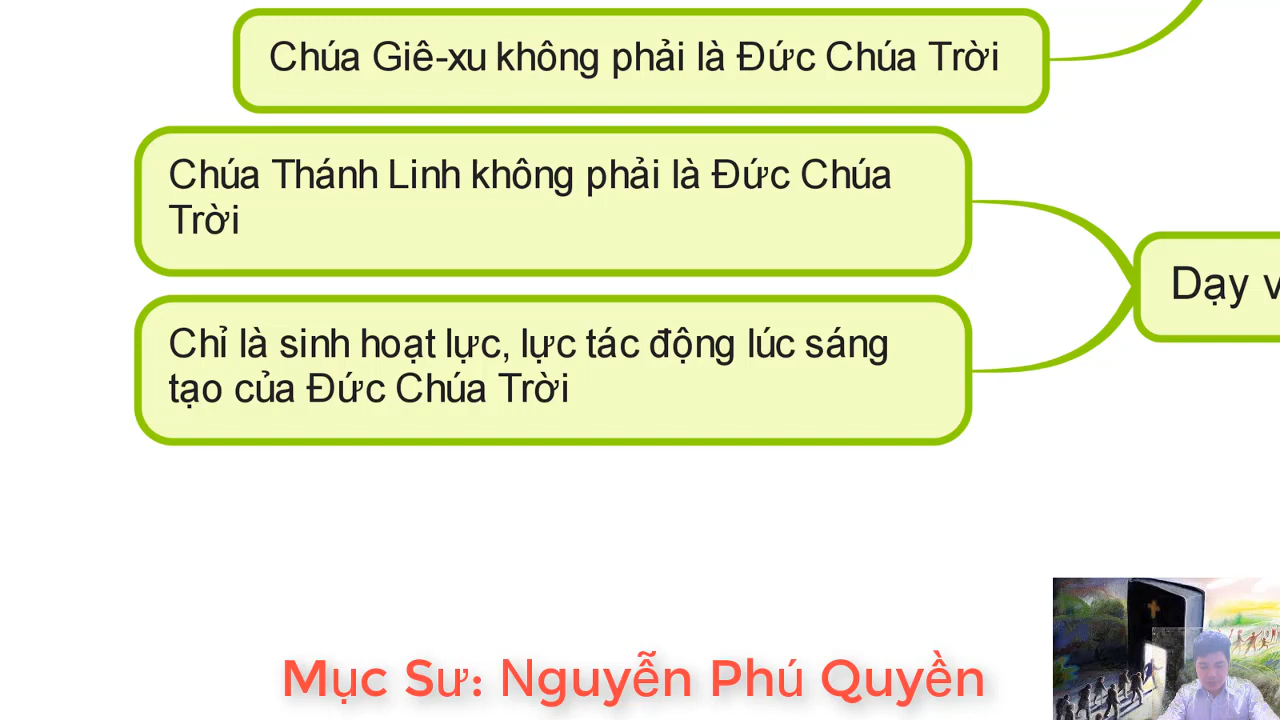 Chúa Giê-xu không phải là Đức Chúa Trời
Chúa Thánh Linh không phải là Đức Chúa
Trời
Chỉ là sinh hoạt lực, lực tác động lúc sáng
tạo của Đức Chúa Trời
Dạy
Mục Sư: Nguyễn Phú Quyền